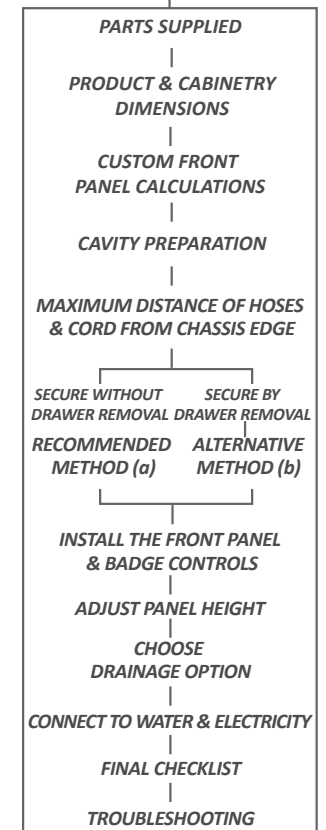 PARTS SUPPLIED
PRODUCT & CABINETRY
DIMENSIONS
CUSTOM FRONT
PANEL CALCULATIONS
CAVITY PREPARATION
MAXIMUM DISTANCE OF HOSES
& CORD FROM CHASSIS EDGE
SECURE WITHOUT
DRAWER REMOVAL
RECOMMENDED
METHOD (a)
SECURE BY
DRAWER REMOVAL
ALTERNATIVE
METHOD (b)
INSTALL THE FRONT PANEL
& BADGE CONTROLS
ADJUST PANEL HEIGHT
CHOOSE
DRAINAGE OPTION
CONNECT TO WATER & ELECTRICITY
FINAL CHECKLIST
TROUBLESHOOTING